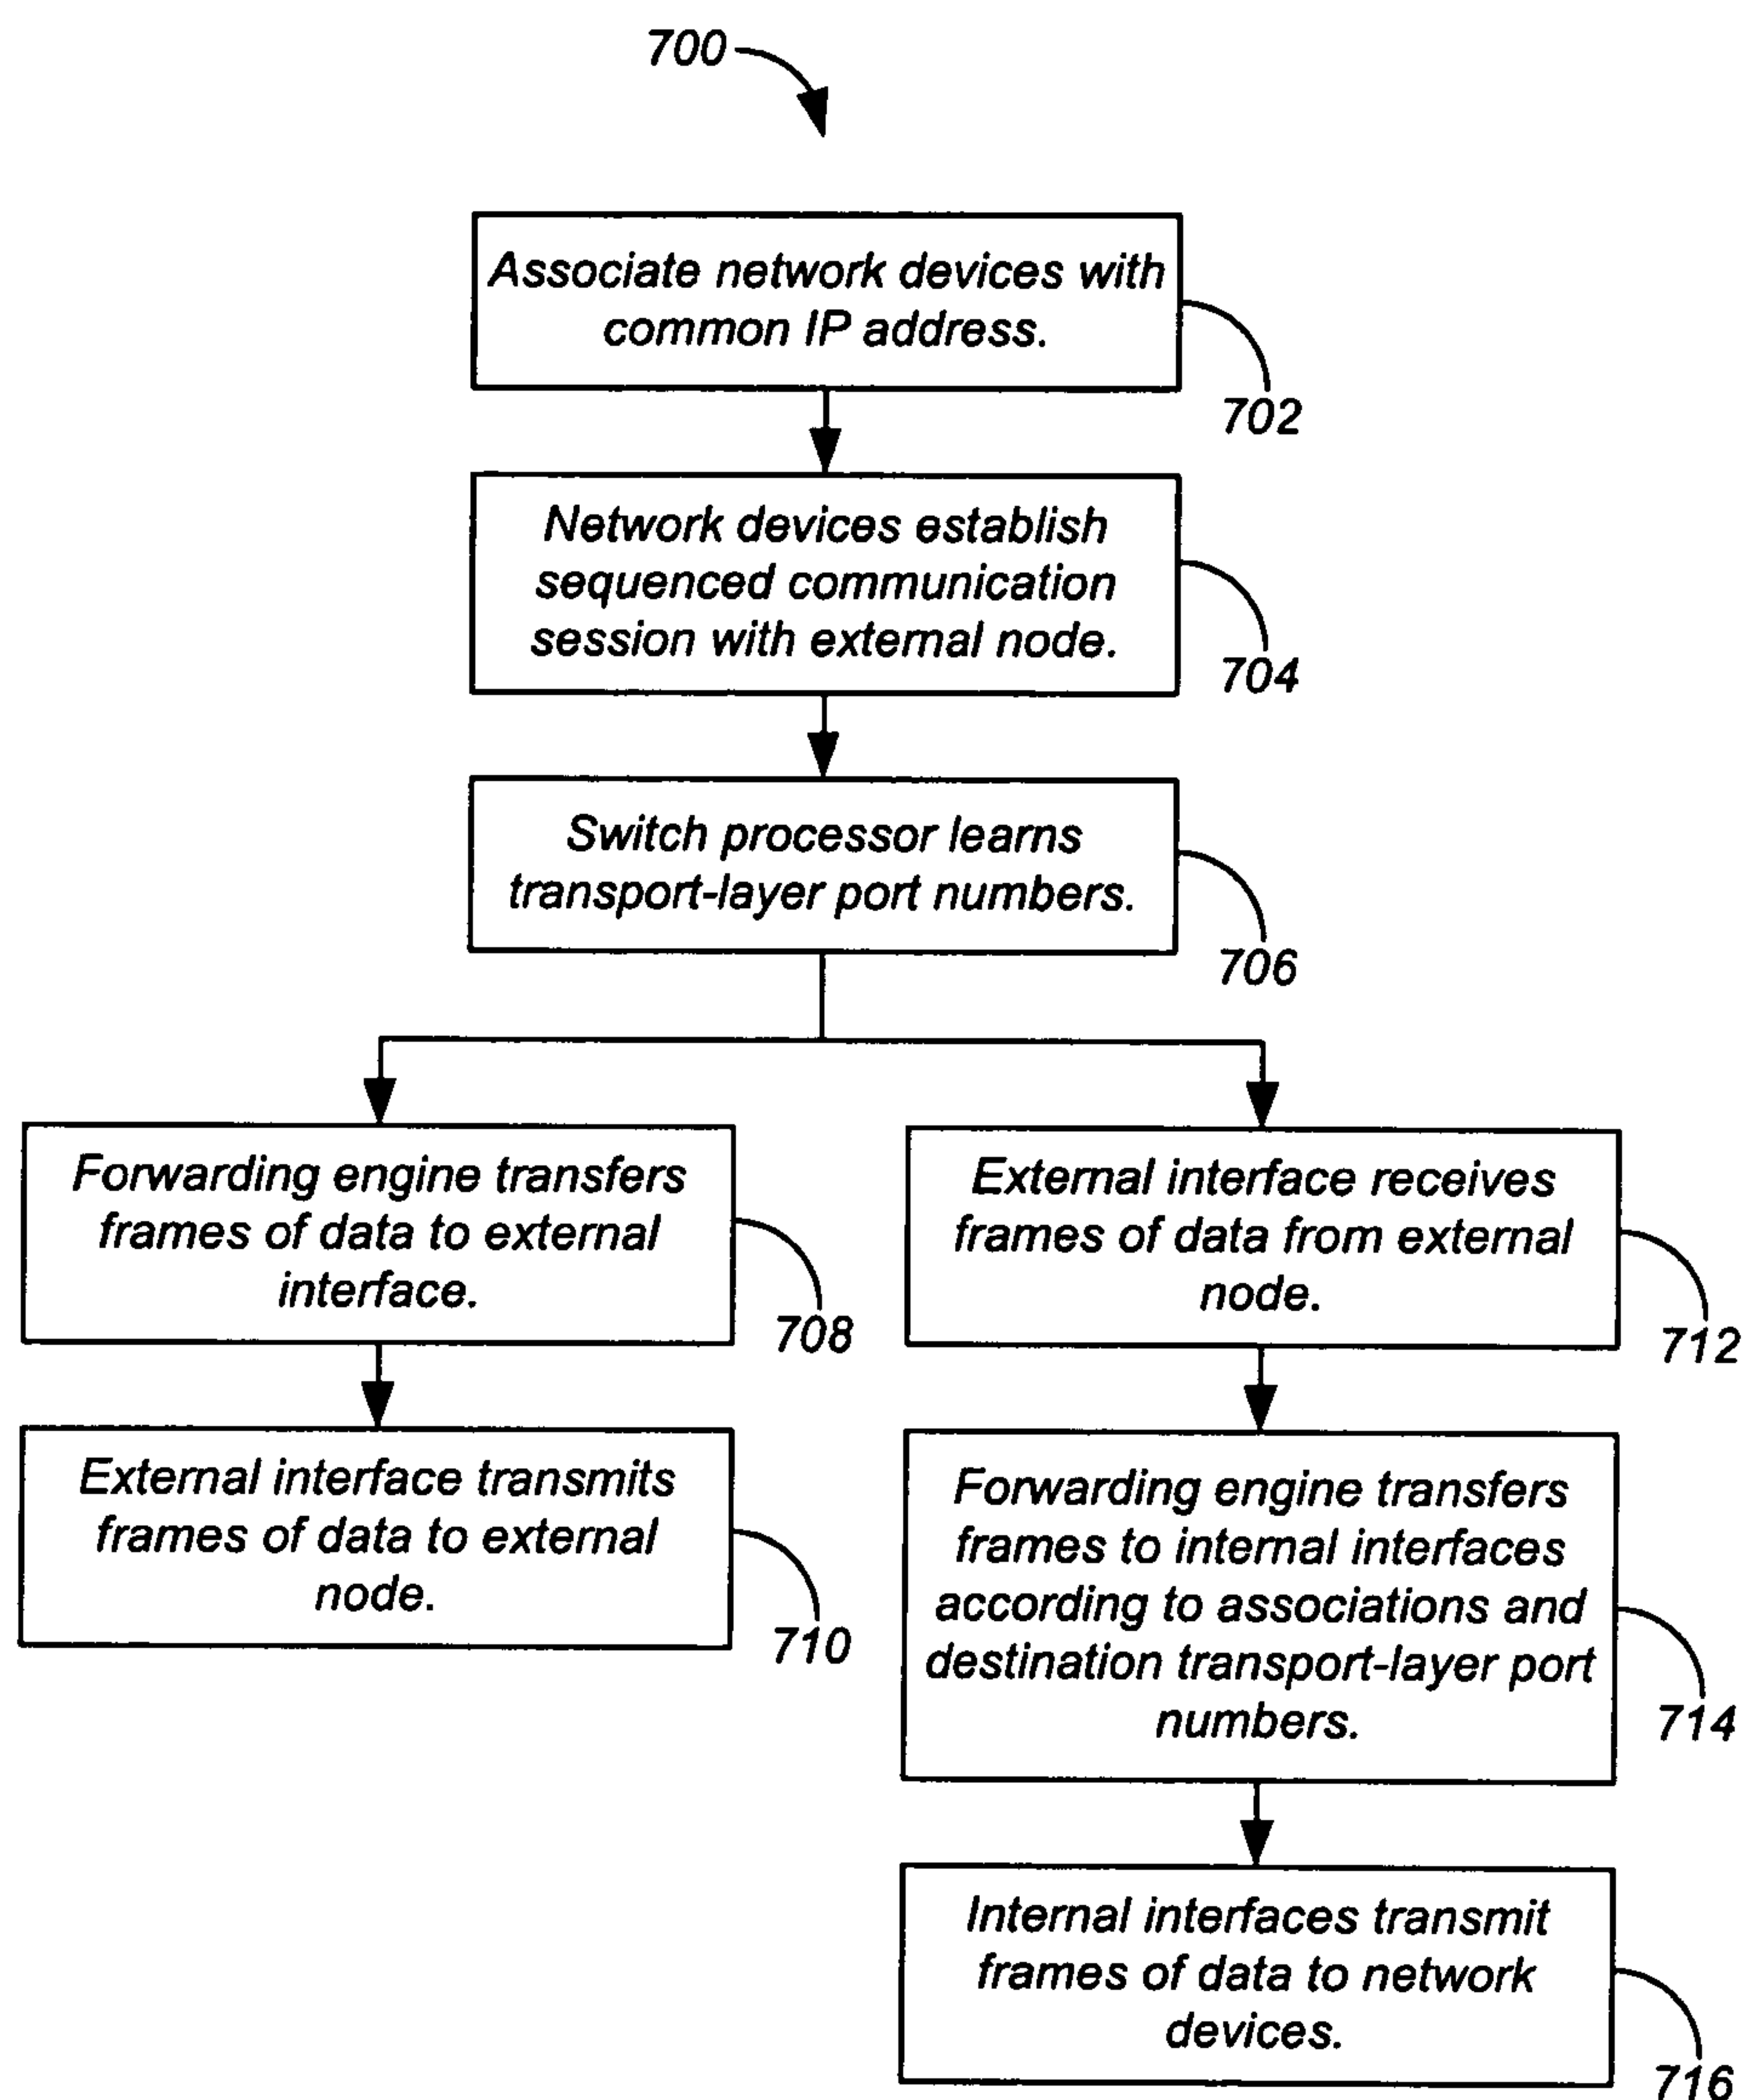 700
Associate network devices with
common IP address.
702
Network devices establish
sequenced communication
session with external node.
704
Switch processor learns
transport-layer port numbers.
706
Forwarding engine transfers
frames of data to external
interface.
708
External interface transmits
frames of data to external
node.
710
External interface receives
frames of data from external
node.
712
Forwarding engine transfers
frames to internal interfaces
according to associations and
destination transport-layer port
numbers.
714
Internal interfaces transmit
frames of data to network
devices.
716